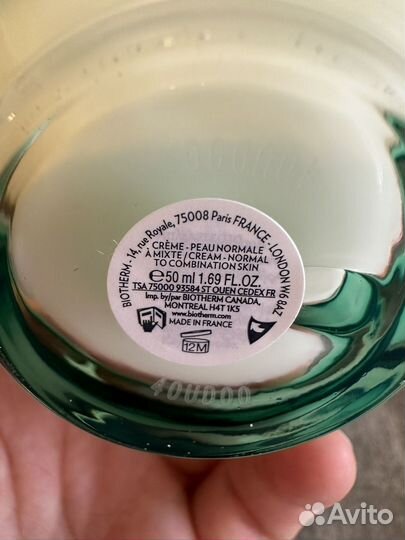 BIOTHERM - 14, rue Royale, 75008 Paris FRANCE - LONDON W6 8AZ
CRÈME - PEAU NORMALE
À MIXTE / CREAM - NORMAL
TO COMBINATION SKIN
℮50 ml 1.69 FL.OZ.
TSA 75000 93584 ST OUEN CEDEX FR
Imp. by/par BIOTHERM CANADA,
MONTREAL H4T 1K5
www.biotherm.com
MADE IN FRANCE
12M
40U000
Avito